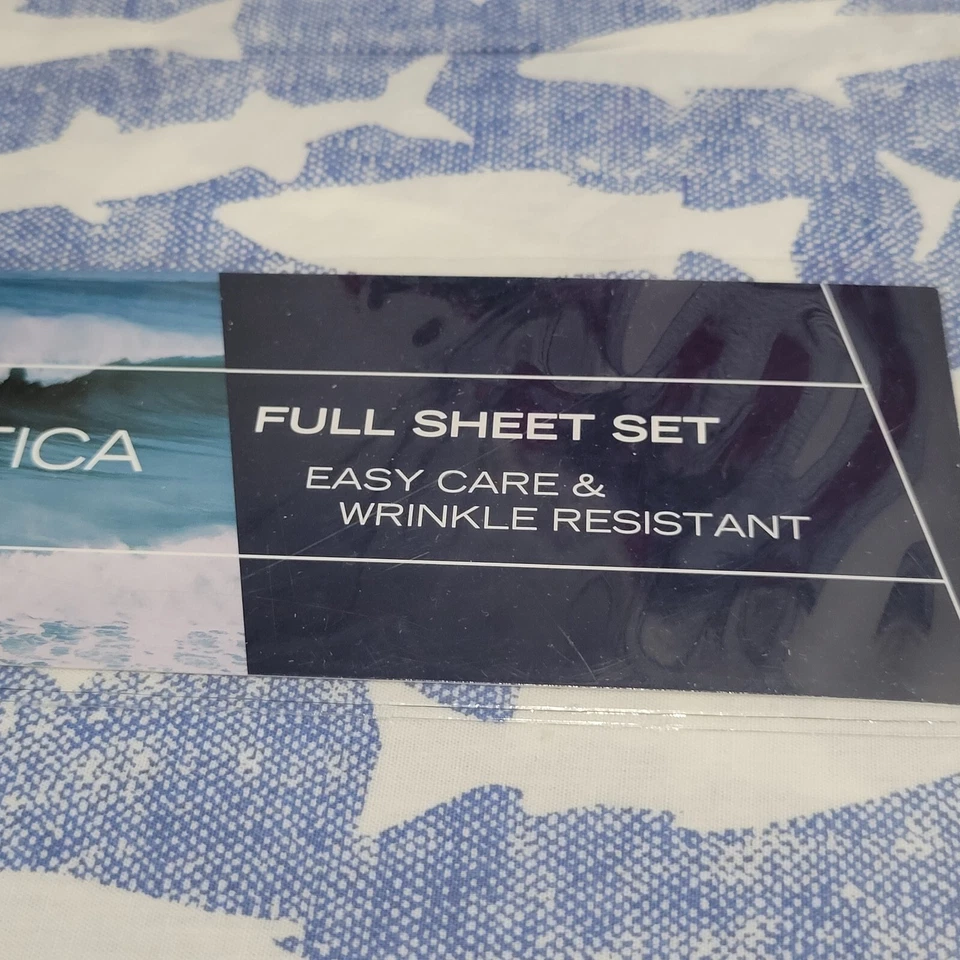 TICA
FULL SHEET SET
EASY CARE &
WRINKLE RESISTANT